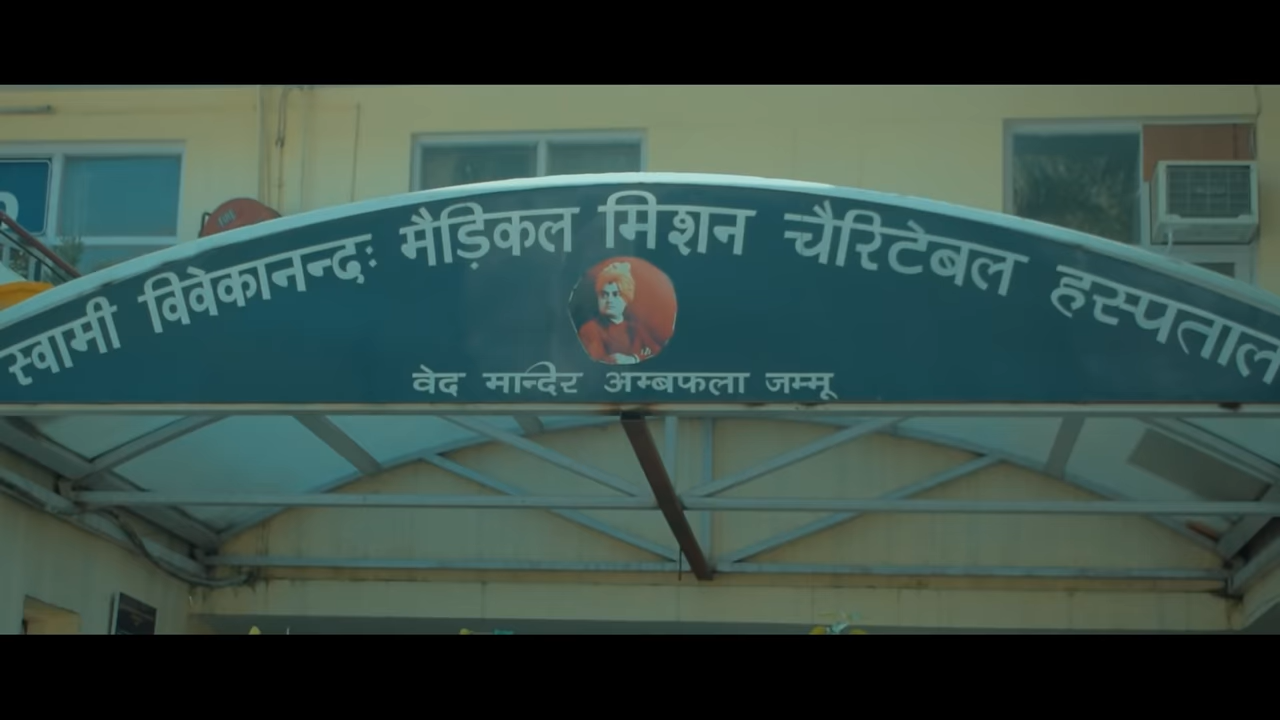 स्वामी विवेकानन्दः मैड़िकल मिशन चैरिटेबल हस्पताल
वेद मान्दिर अम्बफला जम्मू